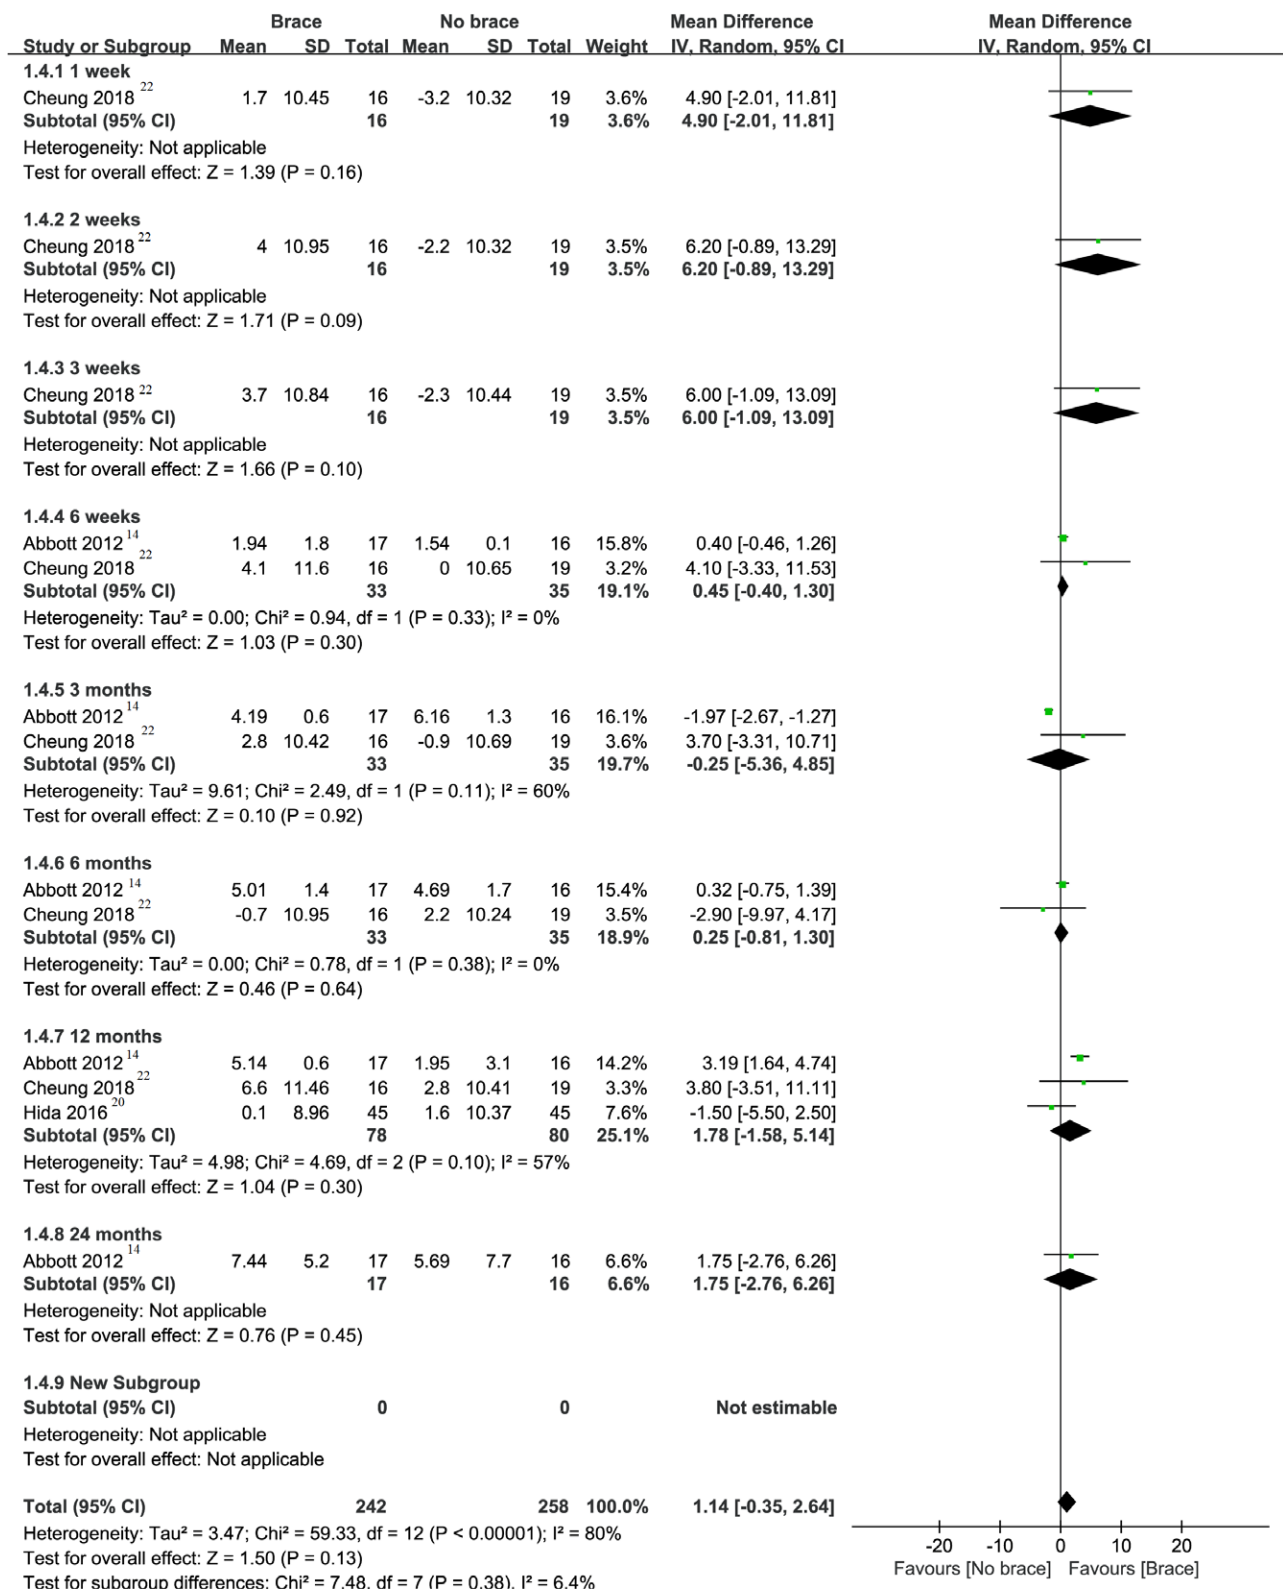 Brace No brace Mean Difference Mean Difference
Study or Subgroup Mean SD Total Mean SD Total Weight IV, Random, 95% CI IV, Random, 95% CI
1.4.1 1 week
Cheung 2018 22 1.7 10.45 16 -3.2 10.32 19 3.6% 4.90 [-2.01, 11.81]
Subtotal (95% CI) 16 19 3.6% 4.90 [-2.01, 11.81]
Heterogeneity: Not applicable
Test for overall effect: Z = 1.39 (P = 0.16)
1.4.2 2 weeks
Cheung 2018 22 4 10.95 16 -2.2 10.32 19 3.5% 6.20 [-0.89, 13.29]
Subtotal (95% CI) 16 19 3.5% 6.20 [-0.89, 13.29]
Heterogeneity: Not applicable
Test for overall effect: Z = 1.71 (P = 0.09)
1.4.3 3 weeks
Cheung 2018 22 3.7 10.84 16 -2.3 10.44 19 3.5% 6.00 [-1.09, 13.09]
Subtotal (95% CI) 16 19 3.5% 6.00 [-1.09, 13.09]
Heterogeneity: Not applicable
Test for overall effect: Z = 1.66 (P = 0.10)
1.4.4 6 weeks
Abbott 2012 14 1.94 1.8 17 1.54 0.1 16 15.8% 0.40 [-0.46, 1.26]
Cheung 2018 22 4.1 11.6 16 0 10.65 19 3.2% 4.10 [-3.33, 11.53]
Subtotal (95% CI) 33 35 19.1% 0.45 [-0.40, 1.30]
Heterogeneity: Tau² = 0.00; Chi² = 0.94, df = 1 (P = 0.33); I² = 0%
Test for overall effect: Z = 1.03 (P = 0.30)
1.4.5 3 months
Abbott 2012 14 4.19 0.6 17 6.16 1.3 16 16.1% -1.97 [-2.67, -1.27]
Cheung 2018 22 2.8 10.42 16 -0.9 10.69 19 3.6% 3.70 [-3.31, 10.71]
Subtotal (95% CI) 33 35 19.7% -0.25 [-5.36, 4.85]
Heterogeneity: Tau² = 9.61; Chi² = 2.49, df = 1 (P = 0.11); I² = 60%
Test for overall effect: Z = 0.10 (P = 0.92)
1.4.6 6 months
Abbott 2012 14 5.01 1.4 17 4.69 1.7 16 15.4% 0.32 [-0.75, 1.39]
Cheung 2018 22 -0.7 10.95 16 2.2 10.24 19 3.5% -2.90 [-9.97, 4.17]
Subtotal (95% CI) 33 35 18.9% 0.25 [-0.81, 1.30]
Heterogeneity: Tau² = 0.00; Chi² = 0.78, df = 1 (P = 0.38); I² = 0%
Test for overall effect: Z = 0.46 (P = 0.64)
1.4.7 12 months
Abbott 2012 14 5.14 0.6 17 1.95 3.1 16 14.2% 3.19 [1.64, 4.74]
Cheung 2018 22 6.6 11.46 16 2.8 10.41 19 3.3% 3.80 [-3.51, 11.11]
Hida 2016 20 0.1 8.96 45 1.6 10.37 45 7.6% -1.50 [-5.50, 2.50]
Subtotal (95% CI) 78 80 25.1% 1.78 [-1.58, 5.14]
Heterogeneity: Tau² = 4.98; Chi² = 4.69, df = 2 (P = 0.10); I² = 57%
Test for overall effect: Z = 1.04 (P = 0.30)
1.4.8 24 months
Abbott 2012 14 7.44 5.2 17 5.69 7.7 16 6.6% 1.75 [-2.76, 6.26]
Subtotal (95% CI) 17 16 6.6% 1.75 [-2.76, 6.26]
Heterogeneity: Not applicable
Test for overall effect: Z = 0.76 (P = 0.45)
1.4.9 New Subgroup
Subtotal (95% CI) 0 0 Not estimable
Heterogeneity: Not applicable
Test for overall effect: Not applicable
Total (95% CI) 242 258 100.0% 1.14 [-0.35, 2.64]
Heterogeneity: Tau² = 3.47; Chi² = 59.33, df = 12 (P < 0.00001); I² = 80%
Test for overall effect: Z = 1.50 (P = 0.13)
Test for subgroup differences: Chi² = 7.48, df = 7 (P = 0.38), I² = 6.4%
-20 -10 0 10 20
Favours [No brace] Favours [Brace]